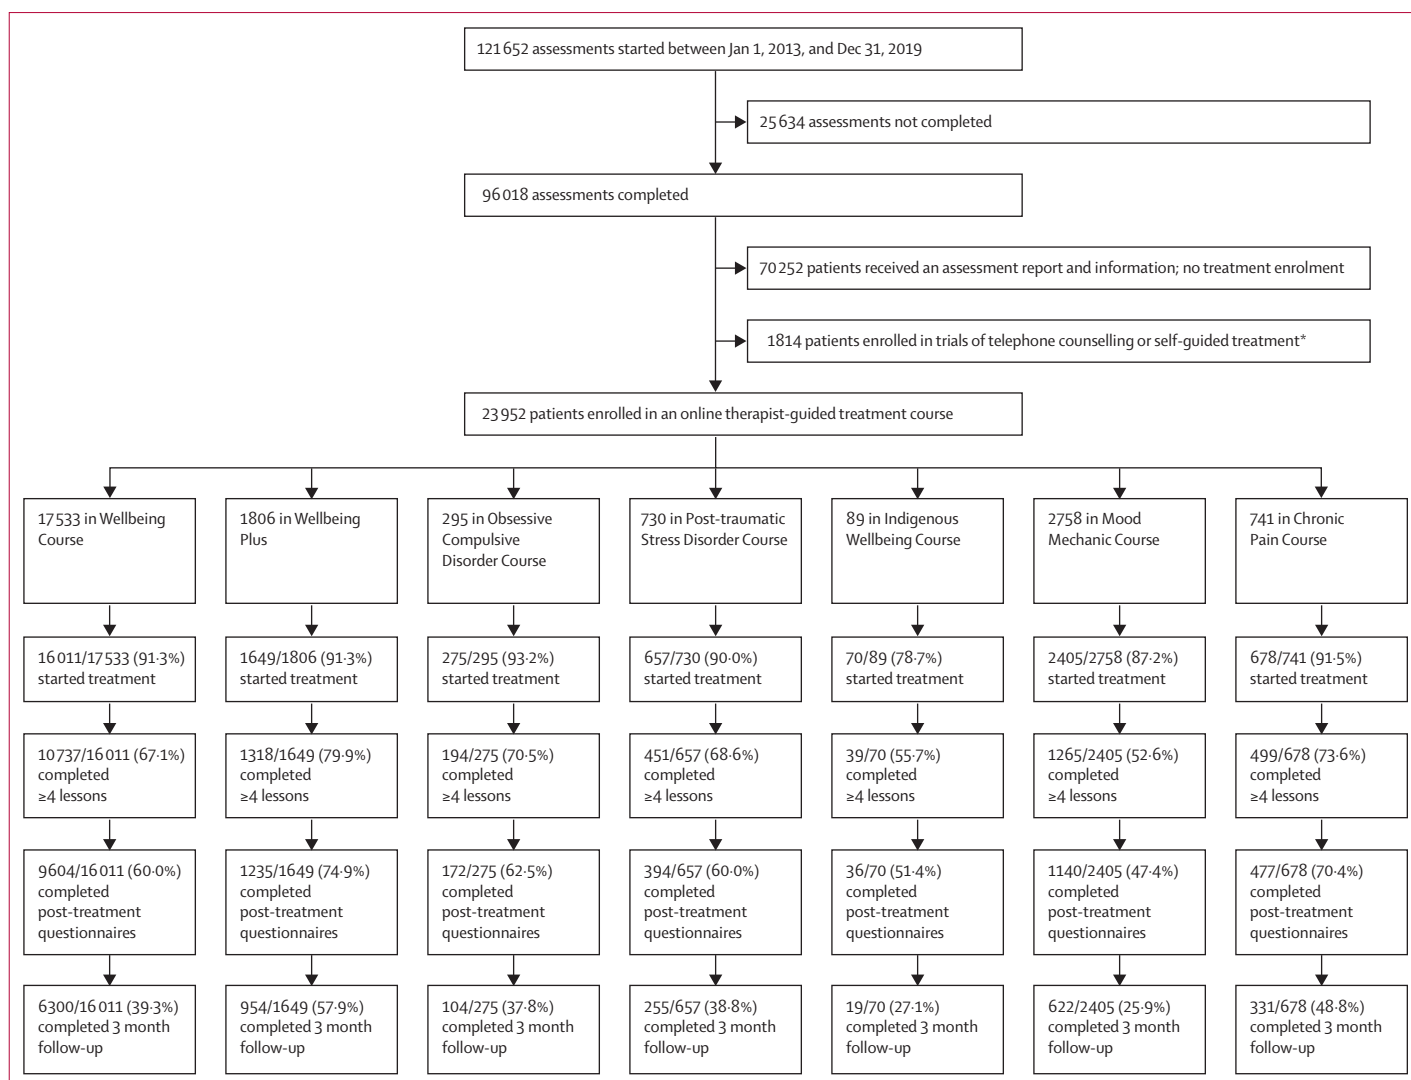 121 652 assessments started between Jan 1, 2013, and Dec 31, 2019
25 634 assessments not completed
96 018 assessments completed
70 252 patients received an assessment report and information; no treatment enrolment
1814 patients enrolled in trials of telephone counselling or self-guided treatment*
23 952 patients enrolled in an online therapist-guided treatment course
17 533 in Wellbeing
Course
1806 in Wellbeing
Plus
295 in Obsessive
Compulsive
Disorder Course
730 in Post-traumatic
Stress Disorder Course
89 in Indigenous
Wellbeing Course
2758 in Mood
Mechanic Course
741 in Chronic
Pain Course
16 011/17 533 (91·3%)
started treatment
1649/1806 (91·3%)
started treatment
275/295 (93·2%)
started treatment
657/730 (90·0%)
started treatment
70/89 (78·7%)
started treatment
2405/2758 (87·2%)
started treatment
678/741 (91·5%)
started treatment
10 737/16 011 (67·1%)
completed
≥4 lessons
1318/1649 (79·9%)
completed
≥4 lessons
194/275 (70·5%)
completed
≥4 lessons
451/657 (68·6%)
completed
≥4 lessons
39/70 (55·7%)
completed
≥4 lessons
1265/2405 (52·6%)
completed
≥4 lessons
499/678 (73·6%)
completed
≥4 lessons
9604/16 011 (60·0%)
completed
post-treatment
questionnaires
1235/1649 (74·9%)
completed
post-treatment
questionnaires
172/275 (62·5%)
completed
post-treatment
questionnaires
394/657 (60·0%)
completed
post-treatment
questionnaires
36/70 (51·4%)
completed
post-treatment
questionnaires
1140/2405 (47·4%)
completed
post-treatment
questionnaires
477/678 (70·4%)
completed
post-treatment
questionnaires
6300/16 011 (39·3%)
completed 3 month
follow-up
954/1649 (57·9%)
completed 3 month
follow-up
104/275 (37·8%)
completed 3 month
follow-up
255/657 (38·8%)
completed 3 month
follow-up
19/70 (27·1%)
completed 3 month
follow-up
622/2405 (25·9%)
completed 3 month
follow-up
331/678 (48·8%)
completed 3 month
follow-up